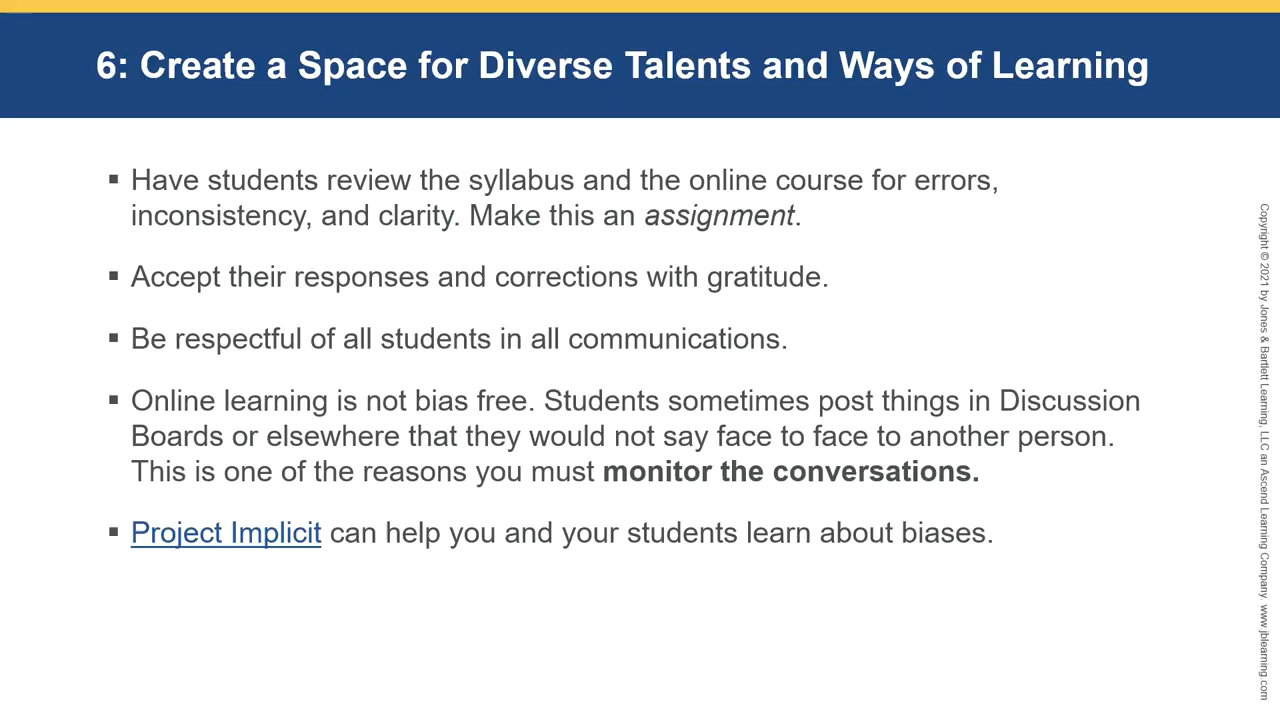 6: Create a Space for Diverse Talents and Ways of Learning
▪ Have students review the syllabus and the online course for errors,
inconsistency, and clarity. Make this an assignment.
▪ Accept their responses and corrections with gratitude.
▪ Be respectful of all students in all communications.
▪ Online learning is not bias free. Students sometimes post things in Discussion
Boards or elsewhere that they would not say face to face to another person.
This is one of the reasons you must monitor the conversations.
▪ Project Implicit can help you and your students learn about biases.
Copyright © 2021 by Jones & Bartlett Learning, LLC an Ascend Learning Company. www.jblearning.com